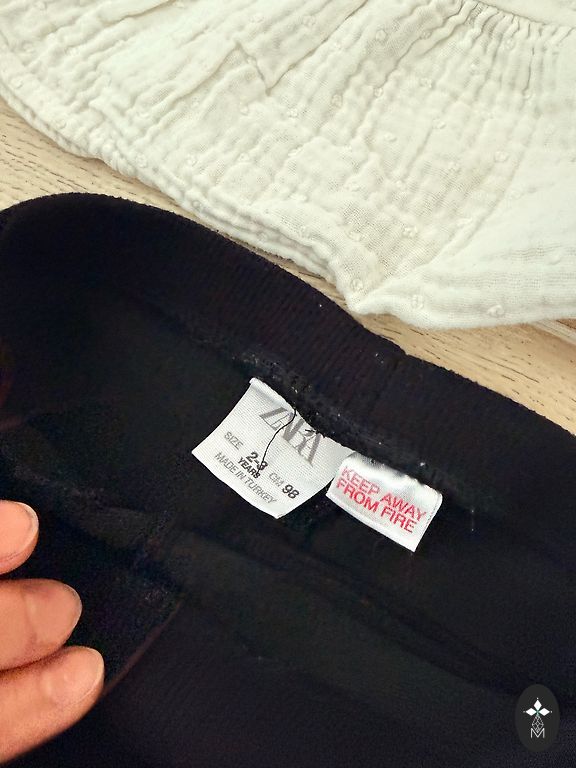 ZARA
SIZE 2-3 CM 98
YEARS
MADE IN TURKEY
KEEP AWAY
FROM FIRE
M